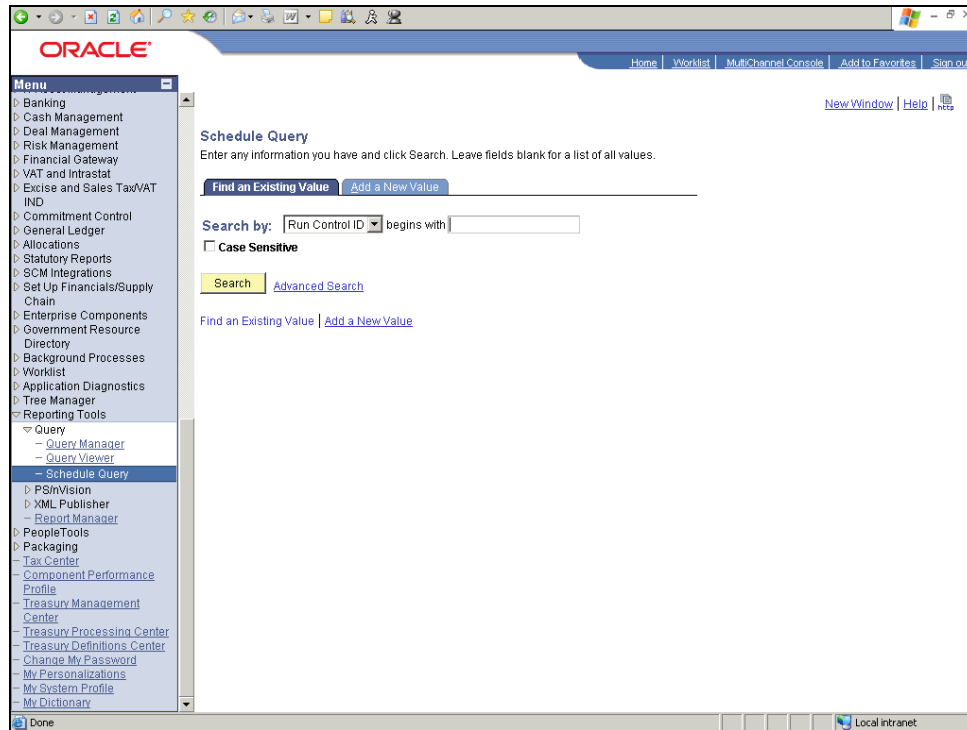 ORACLE
Home | Worklist | MultiChannel Console | Add to Favorites | Sign ou
Menu
Banking
Cash Management
Deal Management
Risk Management
Financial Gateway
VAT and Intrastat
Excise and Sales Tax/VAT
IND
Commitment Control
General Ledger
Allocations
Statutory Reports
SCM Integrations
Set Up Financials/Supply
Chain
Enterprise Components
Government Resource
Directory
Background Processes
Worklist
Application Diagnostics
Tree Manager
Reporting Tools
Query
Query Manager
Query Viewer
Schedule Query
PS/nVision
XML Publisher
Report Manager
PeopleTools
Packaging
Tax Center
Component Performance
Profile
Treasury Management
Center
Treasury Processing Center
Treasury Definitions Center
Change My Password
My Personalizations
My System Profile
My Dictionary
New Window | Help | http
Schedule Query
Enter any information you have and click Search. Leave fields blank for a list of all values.
Find an Existing Value
Add a New Value
Search by: Run Control ID begins with
Case Sensitive
Search Advanced Search
Find an Existing Value | Add a New Value
Done
Local intranet